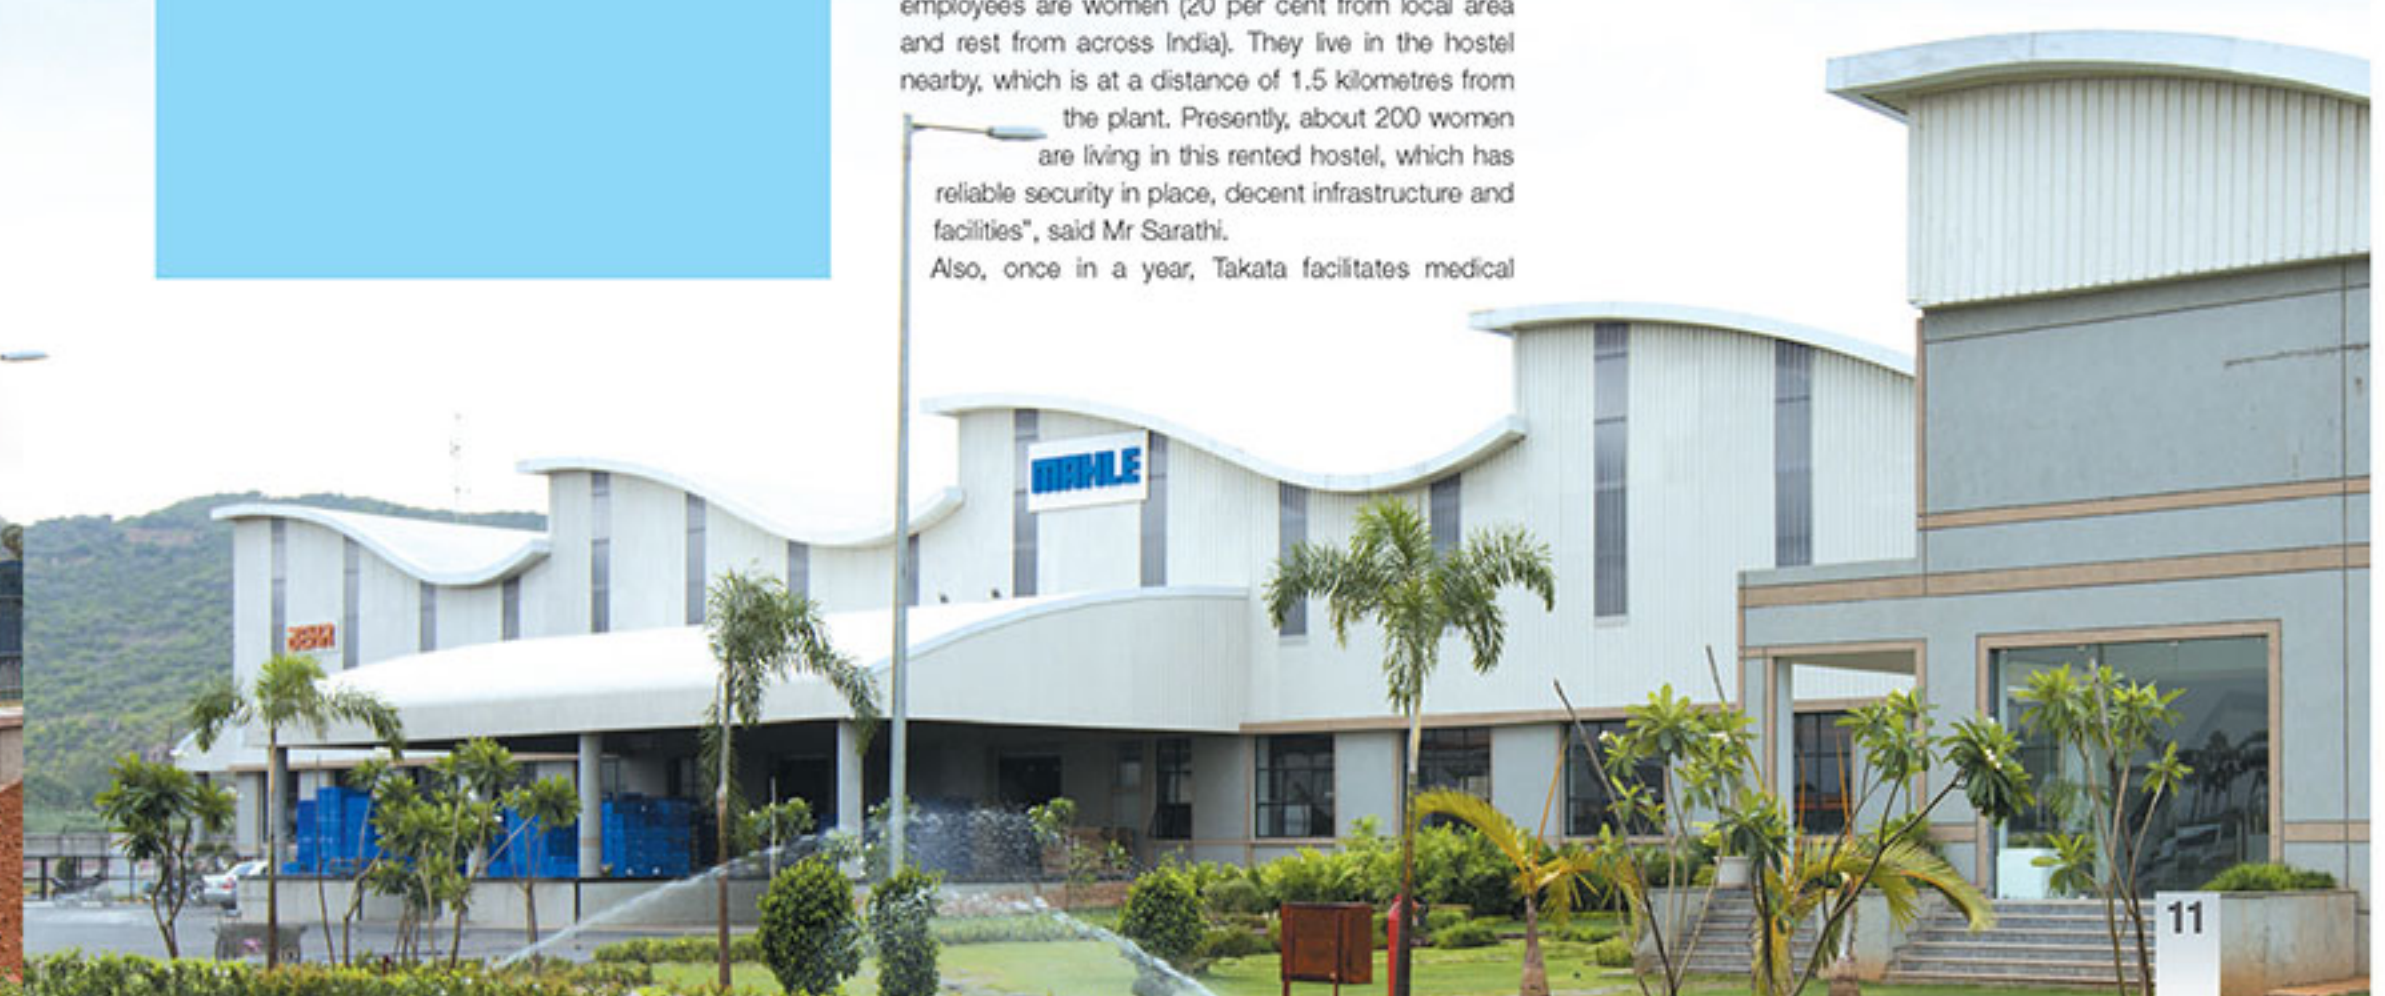 employees are women (20 per cent from local area
and rest from across India). They live in the hostel
nearby, which is at a distance of 1.5 kilometres from
the plant. Presently, about 200 women
are living in this rented hostel, which has
reliable security in place, decent infrastructure and
facilities”, said Mr Sarathi.
Also, once in a year, Takata facilitates medical
MAHLE
11